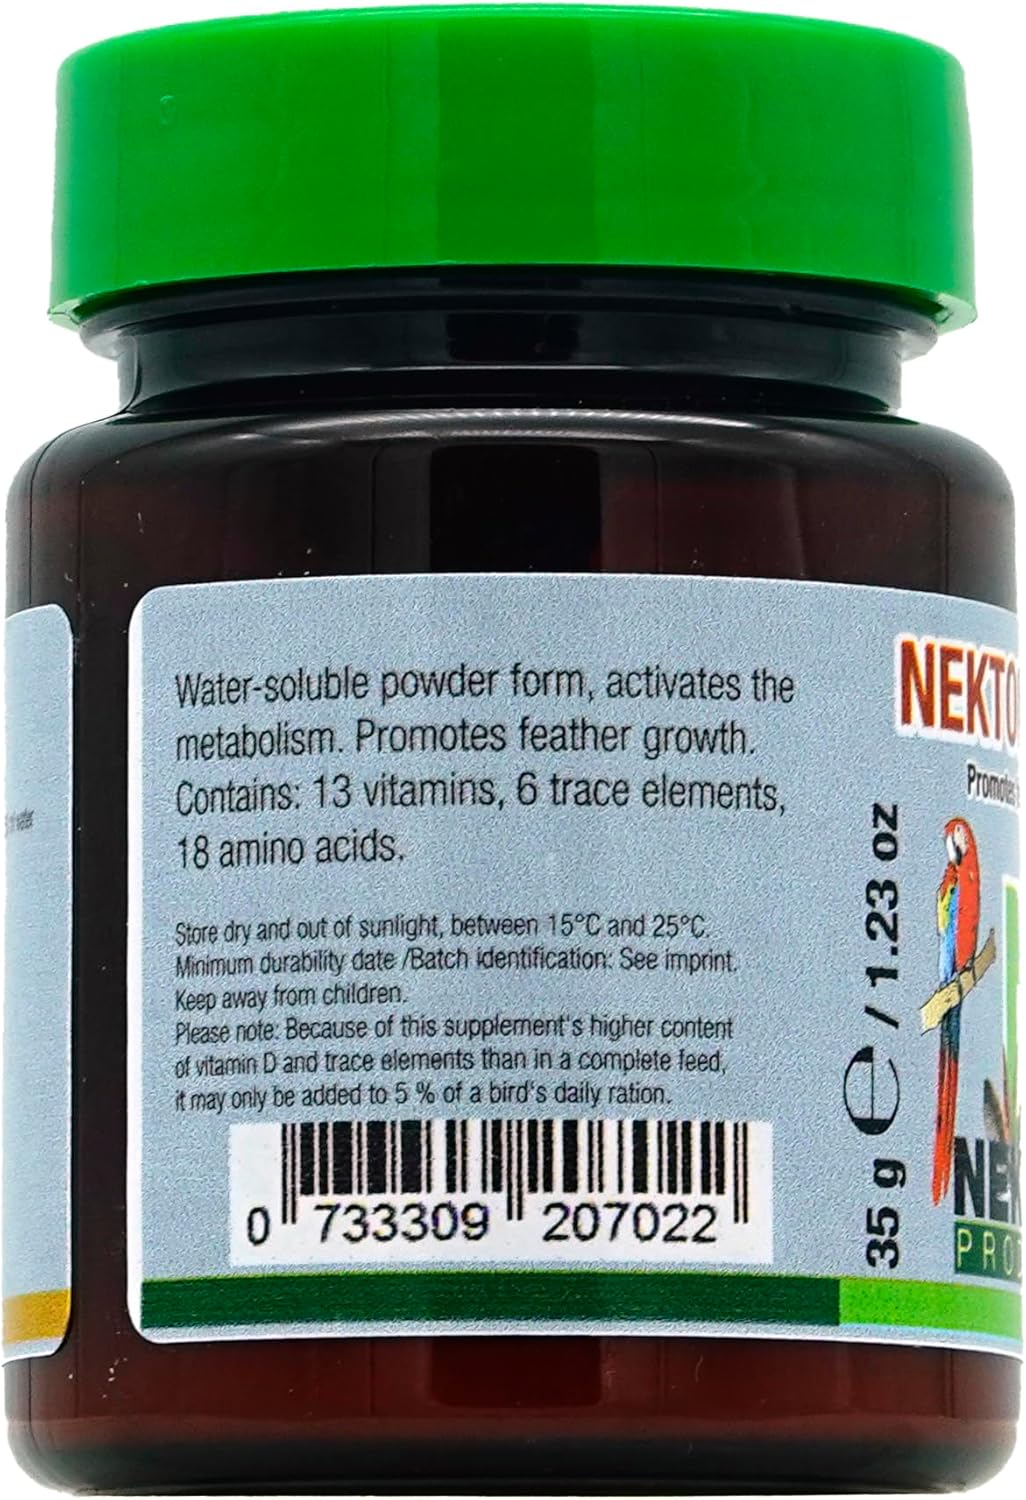 water
Water-soluble powder form, activates the
metabolism. Promotes feather growth.
Contains: 13 vitamins, 6 trace elements,
18 amino acids.
Store dry and out of sunlight, between 15°C and 25°C.
Minimum durability date /Batch identification: See imprint.
Keep away from children.
Please note: Because of this supplement's higher content
of vitamin D and trace elements than in a complete feed,
it may only be added to 5 % of a bird's daily ration.
0 733309 207022
35 g e / 1.23 oz
NEKTO
Promotes
NEK
PRO